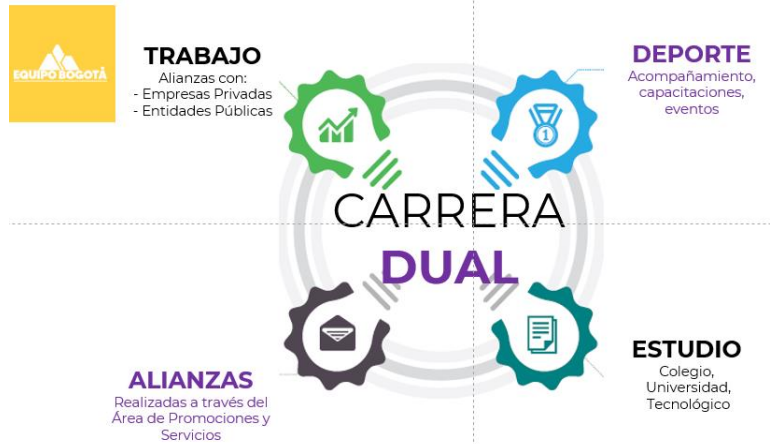 EQUIPO BOGOTÁ
TRABAJO
Alianzas con:
- Empresas Privadas
- Entidades Públicas
DEPORTE
Acompañamiento,
capacitaciones,
eventos
1
CARRERA
DUAL
ALIANZAS
Realizadas a través del
Área de Promociones y
Servicios
ESTUDIO
Colegio,
Universidad,
Tecnológico